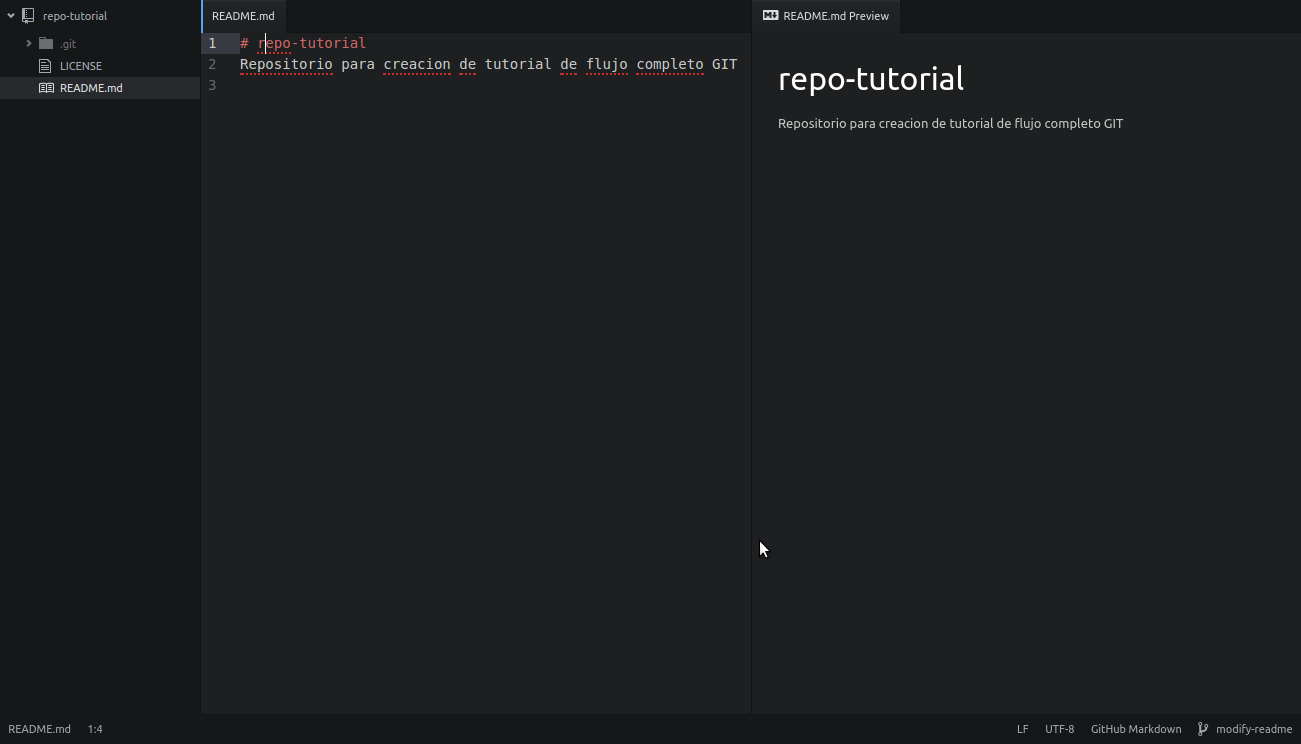 repo-tutorial
.git
LICENSE
README.md
README.md
1 # repo-tutorial
2 Repositorio para creacion de tutorial de flujo completo GIT
3
README.md Preview
repo-tutorial
Repositorio para creacion de tutorial de flujo completo GIT
README.md 1:4 LF UTF-8 GitHub Markdown modify-readme